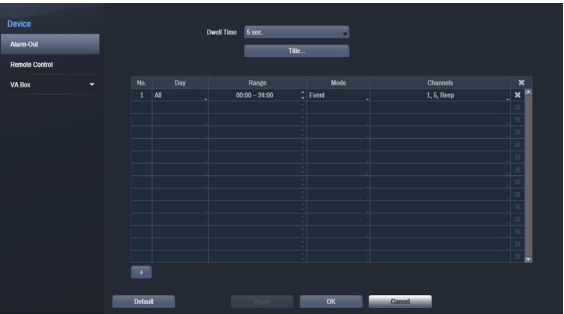 Device
Alarm-Out
Remote Control
VA Box
Dwell Time 5 sec.
Title...
No. Day Range Mode Channels
1 All 00:00 ~ 24:00 Event 1, 5, Beep
+
Default Apply OK Cancel